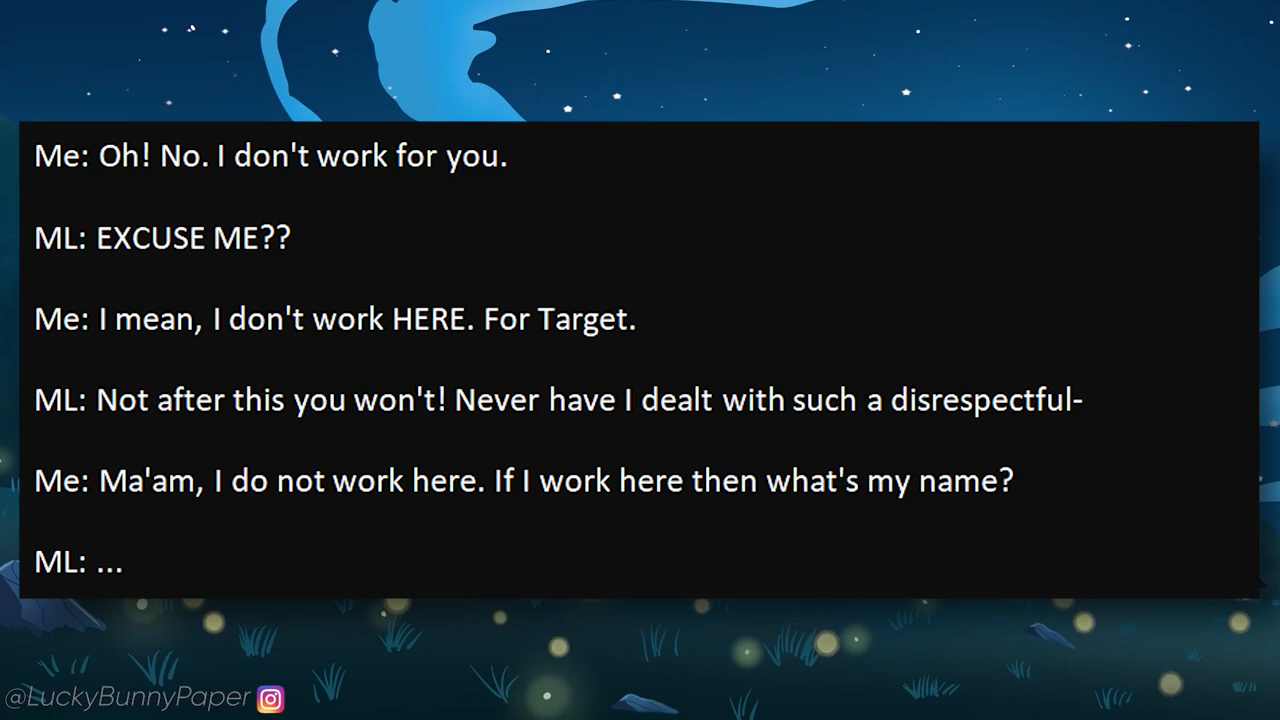 Me: Oh! No. I don't work for you.
ML: EXCUSE ME??
Me: I mean, I don't work HERE. For Target.
ML: Not after this you won't! Never have I dealt with such a disrespectful-
Me: Ma'am, I do not work here. If I work here then what's my name?
ML: ...
@LuckyBunnyPaper